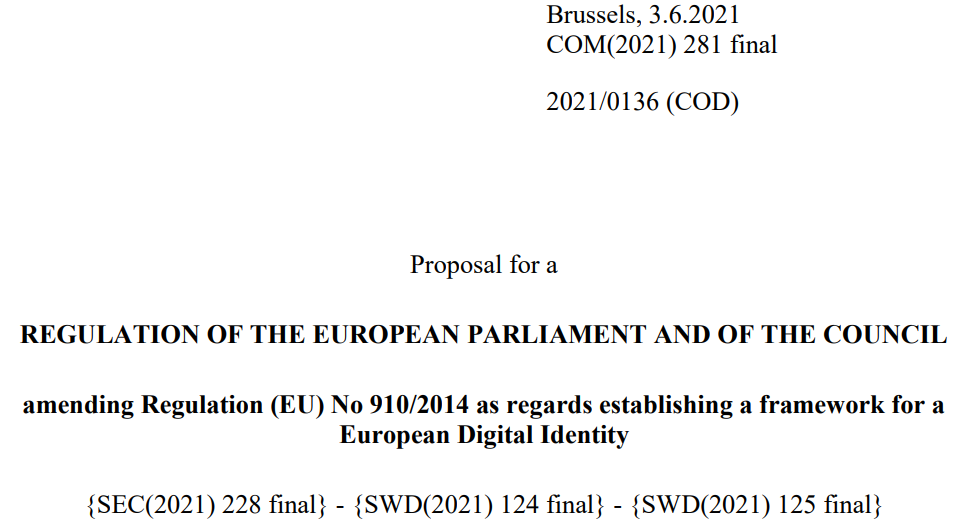 Brussels, 3.6.2021
COM(2021) 281 final
2021/0136 (COD)
Proposal for a
REGULATION OF THE EUROPEAN PARLIAMENT AND OF THE COUNCIL
amending Regulation (EU) No 910/2014 as regards establishing a framework for a
European Digital Identity
{SEC(2021) 228 final} - {SWD(2021) 124 final} - {SWD(2021) 125 final}